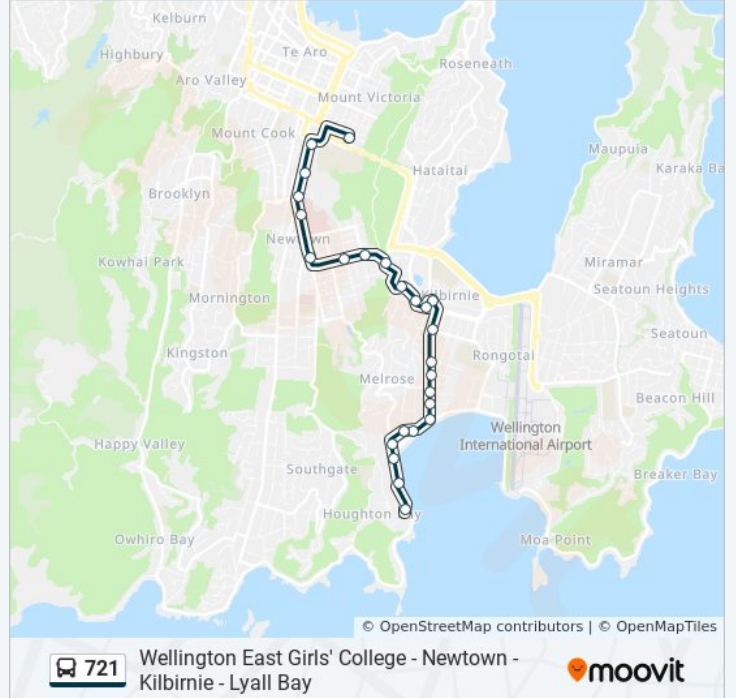 Kelburn
Te Aro
Highbury
Roseneath
Aro Valley
Mount Victoria
Mount Cook
Maupuia
Hataitai
Karaka Ba
Brooklyn
Newtown
Kowhai Park
Miramar
Mornington
Kilbirnie
Seatoun Heights
Seatoun
Kingston
Rongotai
Melrose
Beacon Hill
Wellington
International Airport
Happy Valley
Southgate
Breaker Bay
Houghton Bay
Owhiro Bay
Moa Point
© OpenStreetMap contributors | © OpenMapTiles
721
Wellington East Girls' College - Newtown -
Kilbirnie - Lyall Bay
moovit